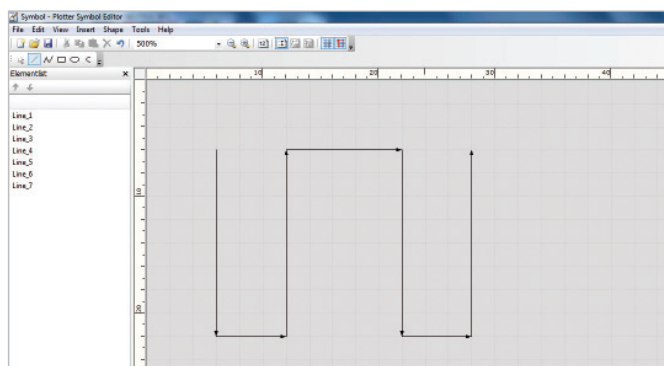 Symbol - Plotter Symbol Editor
File Edit View Insert Shape Tools Help
500%
Elementlist
10 20 30 40
Line_1
Line_2
Line_3
Line_4
Line_5
Line_6
Line_7
10
20